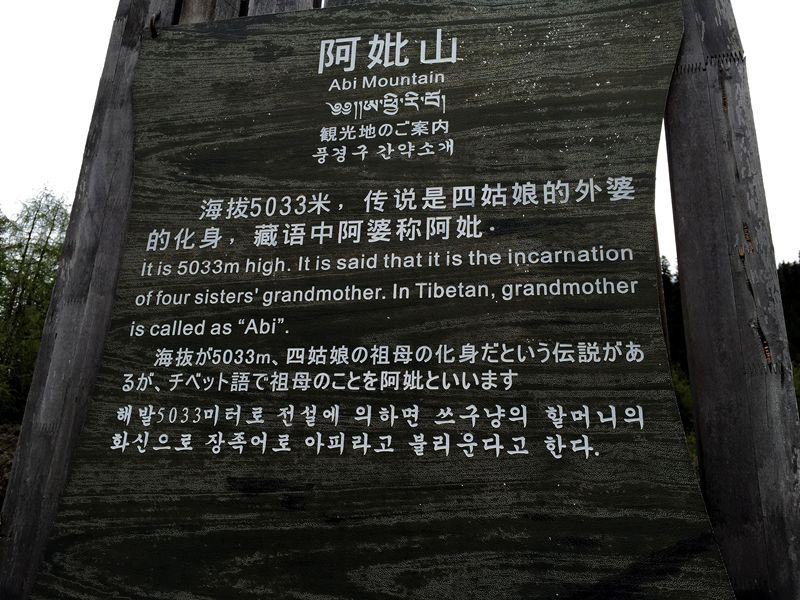 阿妣山
Abi Mountain
༄༅།།ཨ་ཕྱི་རི་བོ།
観光地のご案内
풍경구 간략소개
海拔5033米，传说是四姑娘的外婆
的化身，藏语中阿婆称阿妣.
It is 5033m high. It is said that it is the incarnation
of four sisters' grandmother. In Tibetan, grandmother
is called as “Abi”.
海抜が5033m、四姑娘の祖母の化身だという伝説があ
るが、チベット語で祖母のことを阿妣といいます
해발5033미터로 전설에 의하면 쓰구냥의 할머니의
화신으로 장족어로 아피라고 불리운다고 한다.